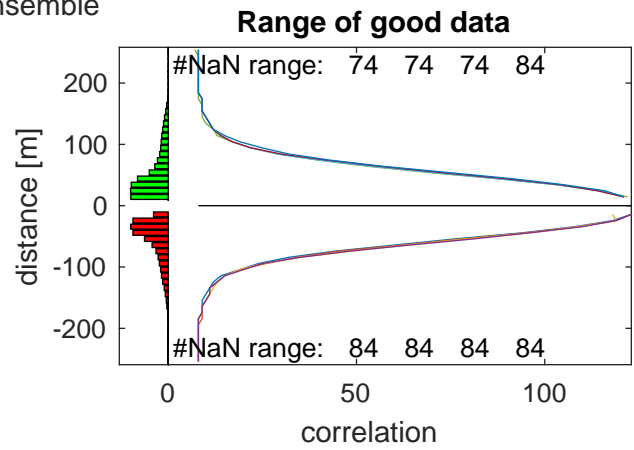 Range of good data
#NaN range: 74 74 74 84
200
100
0
-100
-200
distance [m]
#NaN range: 84 84 84 84
0 50 100
correlation